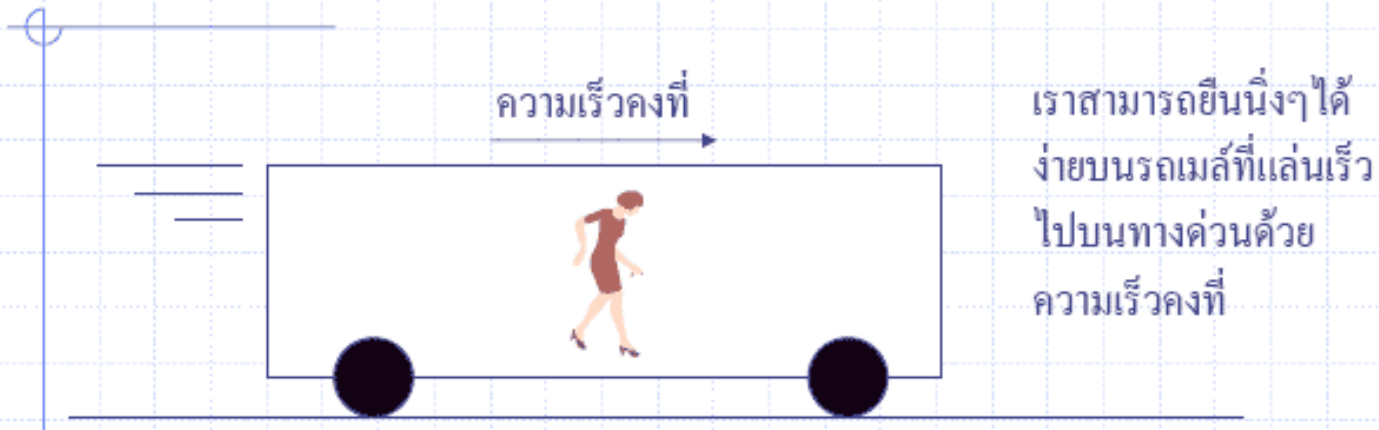 ความเร็วคงที่
เราสามารถยืนนิ่งๆได้
ง่ายบนรถเมล์ที่แล่นเร็ว
ไปบนทางด่วนด้วย
ความเร็วคงที่